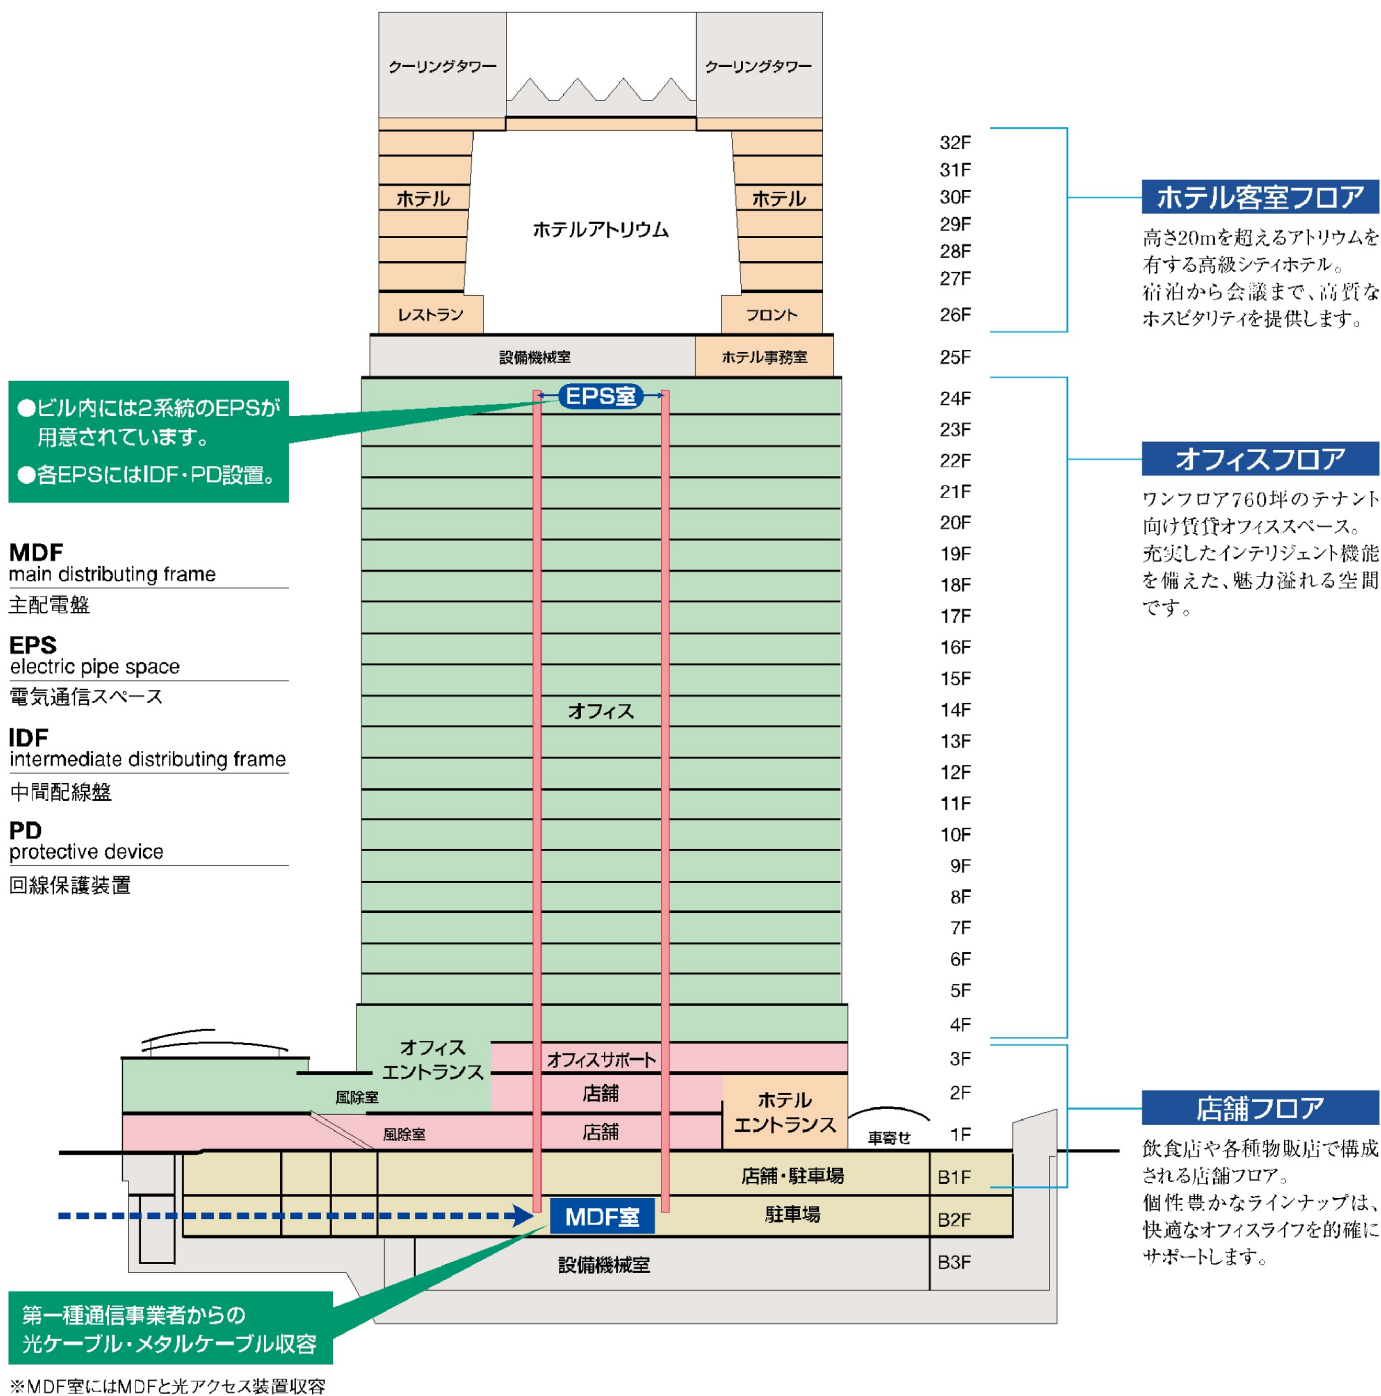 クーリングタワー
クーリングタワー
ホテル
ホテル
ホテルアトリウム
レストラン
フロント
設備機械室
ホテル事務室
EPS室
オフィス
オフィス
エントランス
オフィスサポート
風除室
店舗
ホテル
エントランス
風除室
店舗
車寄せ
店舗・駐車場
MDF室
駐車場
設備機械室
32F
31F
30F
29F
28F
27F
26F
25F
24F
23F
22F
21F
20F
19F
18F
17F
16F
15F
14F
13F
12F
11F
10F
9F
8F
7F
6F
5F
4F
3F
2F
1F
B1F
B2F
B3F
●ビル内には2系統のEPSが
用意されています。
●各EPSにはIDF・PD設置。
MDF
main distributing frame
主配電盤
EPS
electric pipe space
電気通信スペース
IDF
intermediate distributing frame
中間配線盤
PD
protective device
回線保護装置
第一種通信事業者からの
光ケーブル・メタルケーブル収容
※MDF室にはMDFと光アクセス装置収容
ホテル客室フロア
高さ20mを超えるアトリウムを
有する高級シティホテル。
宿泊から会議まで、高質な
ホスピタリティを提供します。
オフィスフロア
ワンフロア760坪のテナント
向け賃貸オフィススペース。
充実したインテリジェント機能
を備えた、魅力溢れる空間
です。
店舗フロア
飲食店や各種物販店で構成
される店舗フロア。
個性豊かなラインナップは、
快適なオフィスライフを的確に
サポートします。